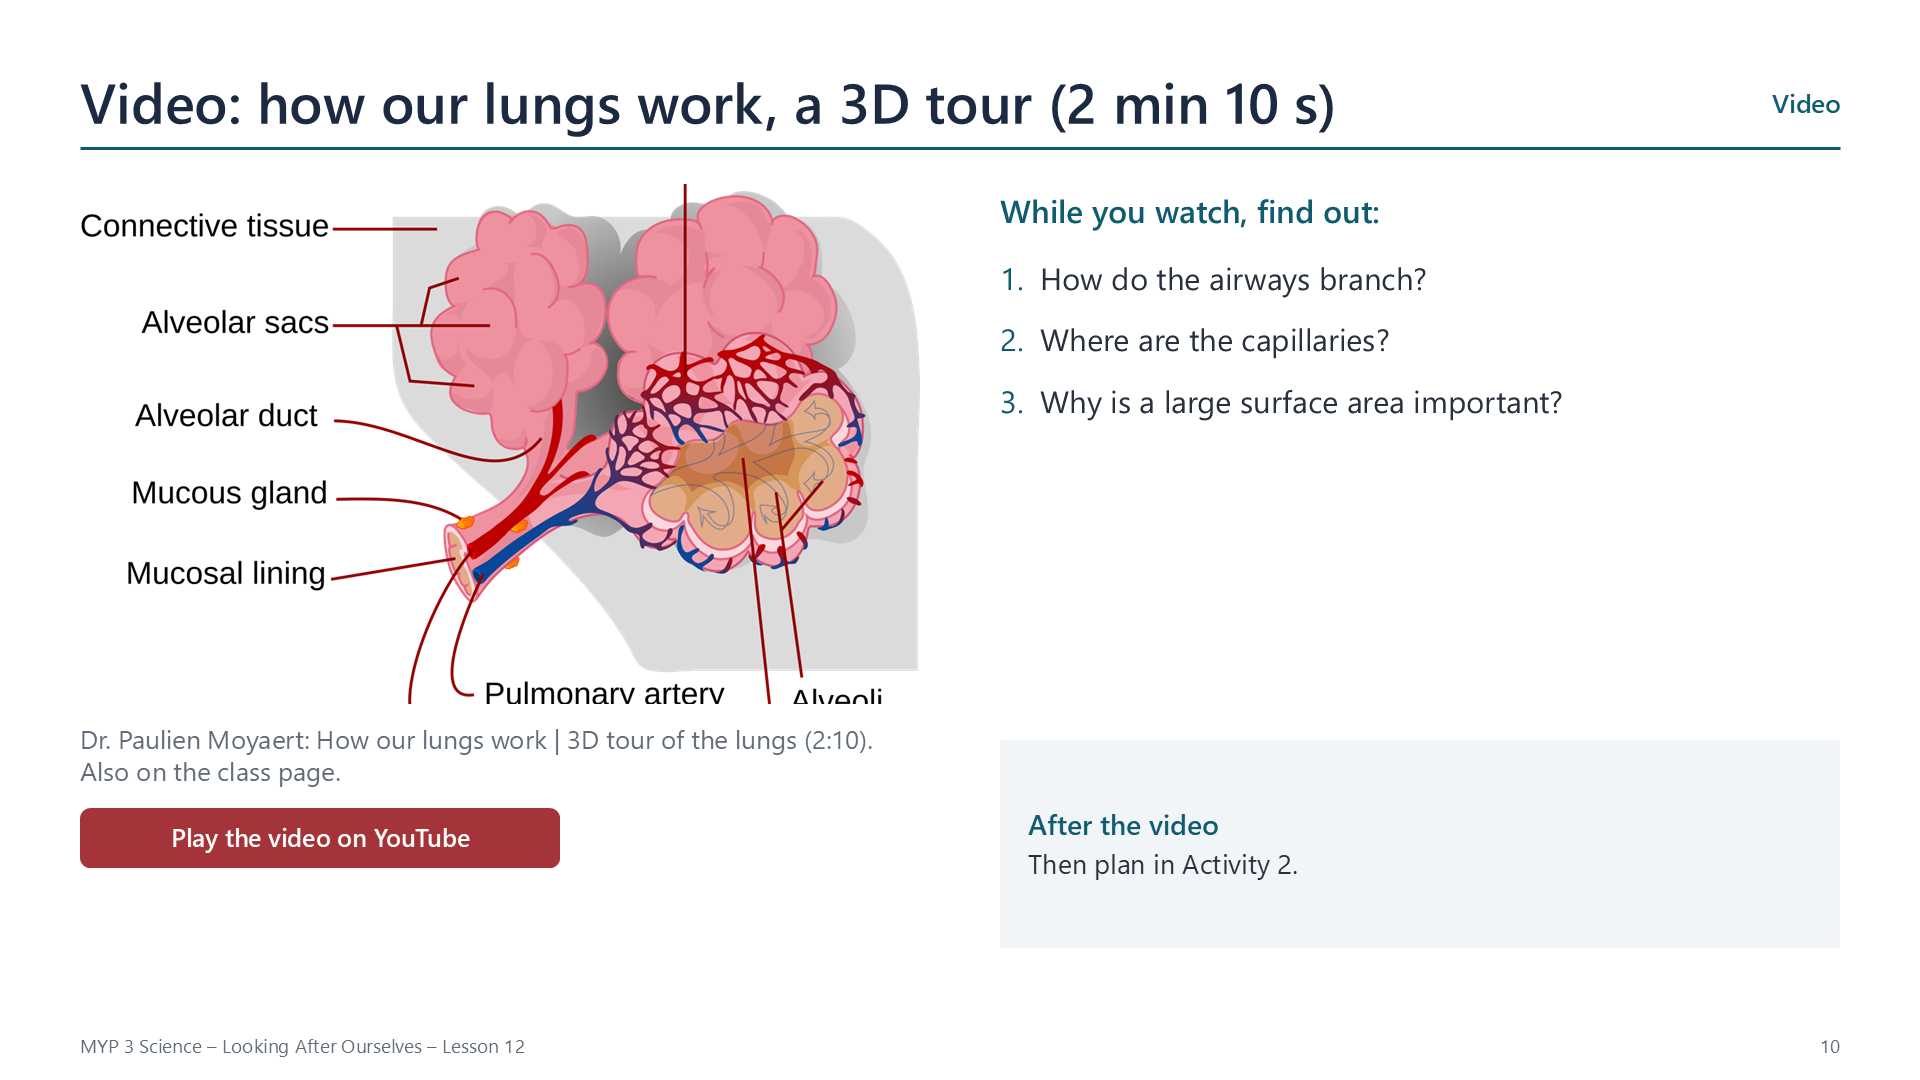 Video: how our lungs work, a 3D tour (2 min 10 s)
Video
Connective tissue
Alveolar sacs
Alveolar duct
Mucous gland
Mucosal lining
Pulmonary artery
Alveoli
Dr. Paulien Moyaert: How our lungs work | 3D tour of the lungs (2:10).
Also on the class page.
Play the video on YouTube
While you watch, find out:
1. How do the airways branch?
2. Where are the capillaries?
3. Why is a large surface area important?
After the video
Then plan in Activity 2.
MYP 3 Science – Looking After Ourselves – Lesson 12
10